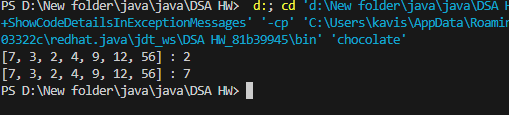 PS D:\New folder\java\java\DSA HW> d:; cd 'd:\New folder\java\java\DSA H
+ShowCodeDetailsInExceptionMessages' '-cp' 'C:\Users\kavis\AppData\Roamin
03322c\redhat.java\jdt_ws\DSA HW_81b39945\bin' 'chocolate'
[7, 3, 2, 4, 9, 12, 56] : 2
[7, 3, 2, 4, 9, 12, 56] : 7
PS D:\New folder\java\java\DSA HW>